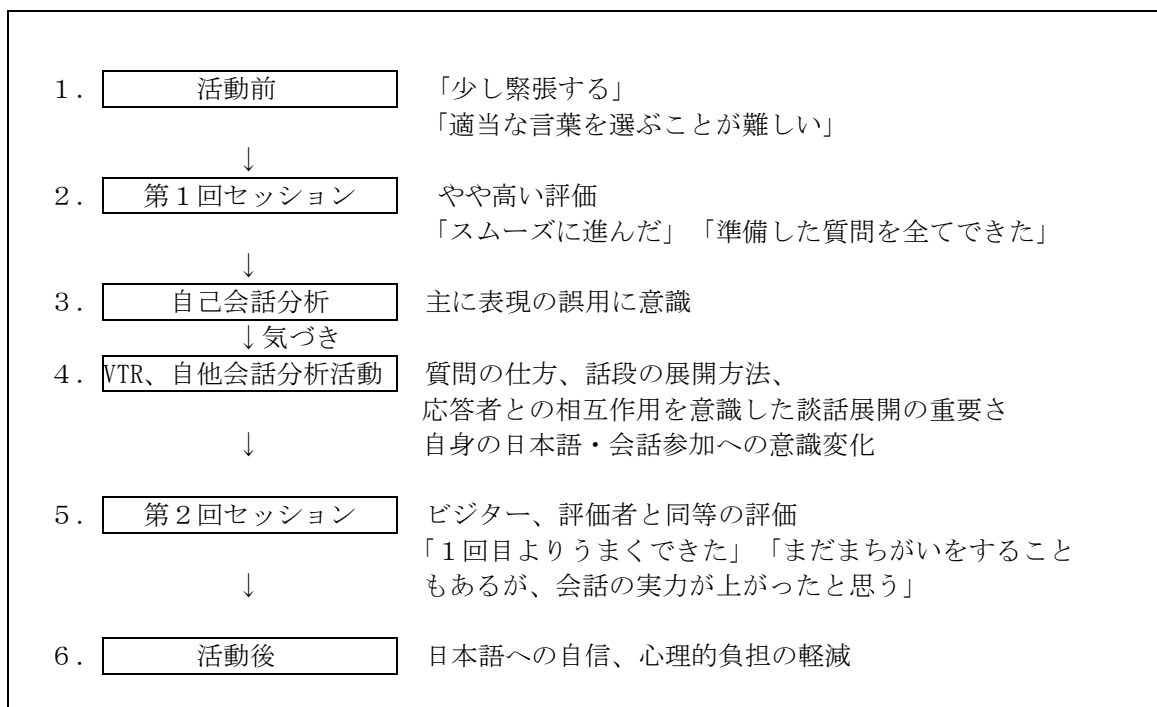 1. 活動前 「少し緊張する」
「適当な言葉を選ぶことが難しい」
↓
2. 第1回セッション やや高い評価
「スムーズに進んだ」「準備した質問を全てできた」
↓
3. 自己会話分析 主に表現の誤用に意識
↓気づき
4. VTR、自他会話分析活動 質問の仕方、話段の展開方法、
応答者との相互作用を意識した談話展開の重要さ
↓ 自身の日本語・会話参加への意識変化
5. 第2回セッション ビジター、評価者と同等の評価
「1回目よりうまくできた」「まだまちがいをすること
↓ もあるが、会話の実力が上がったと思う」
6. 活動後 日本語への自信、心理的負担の軽減